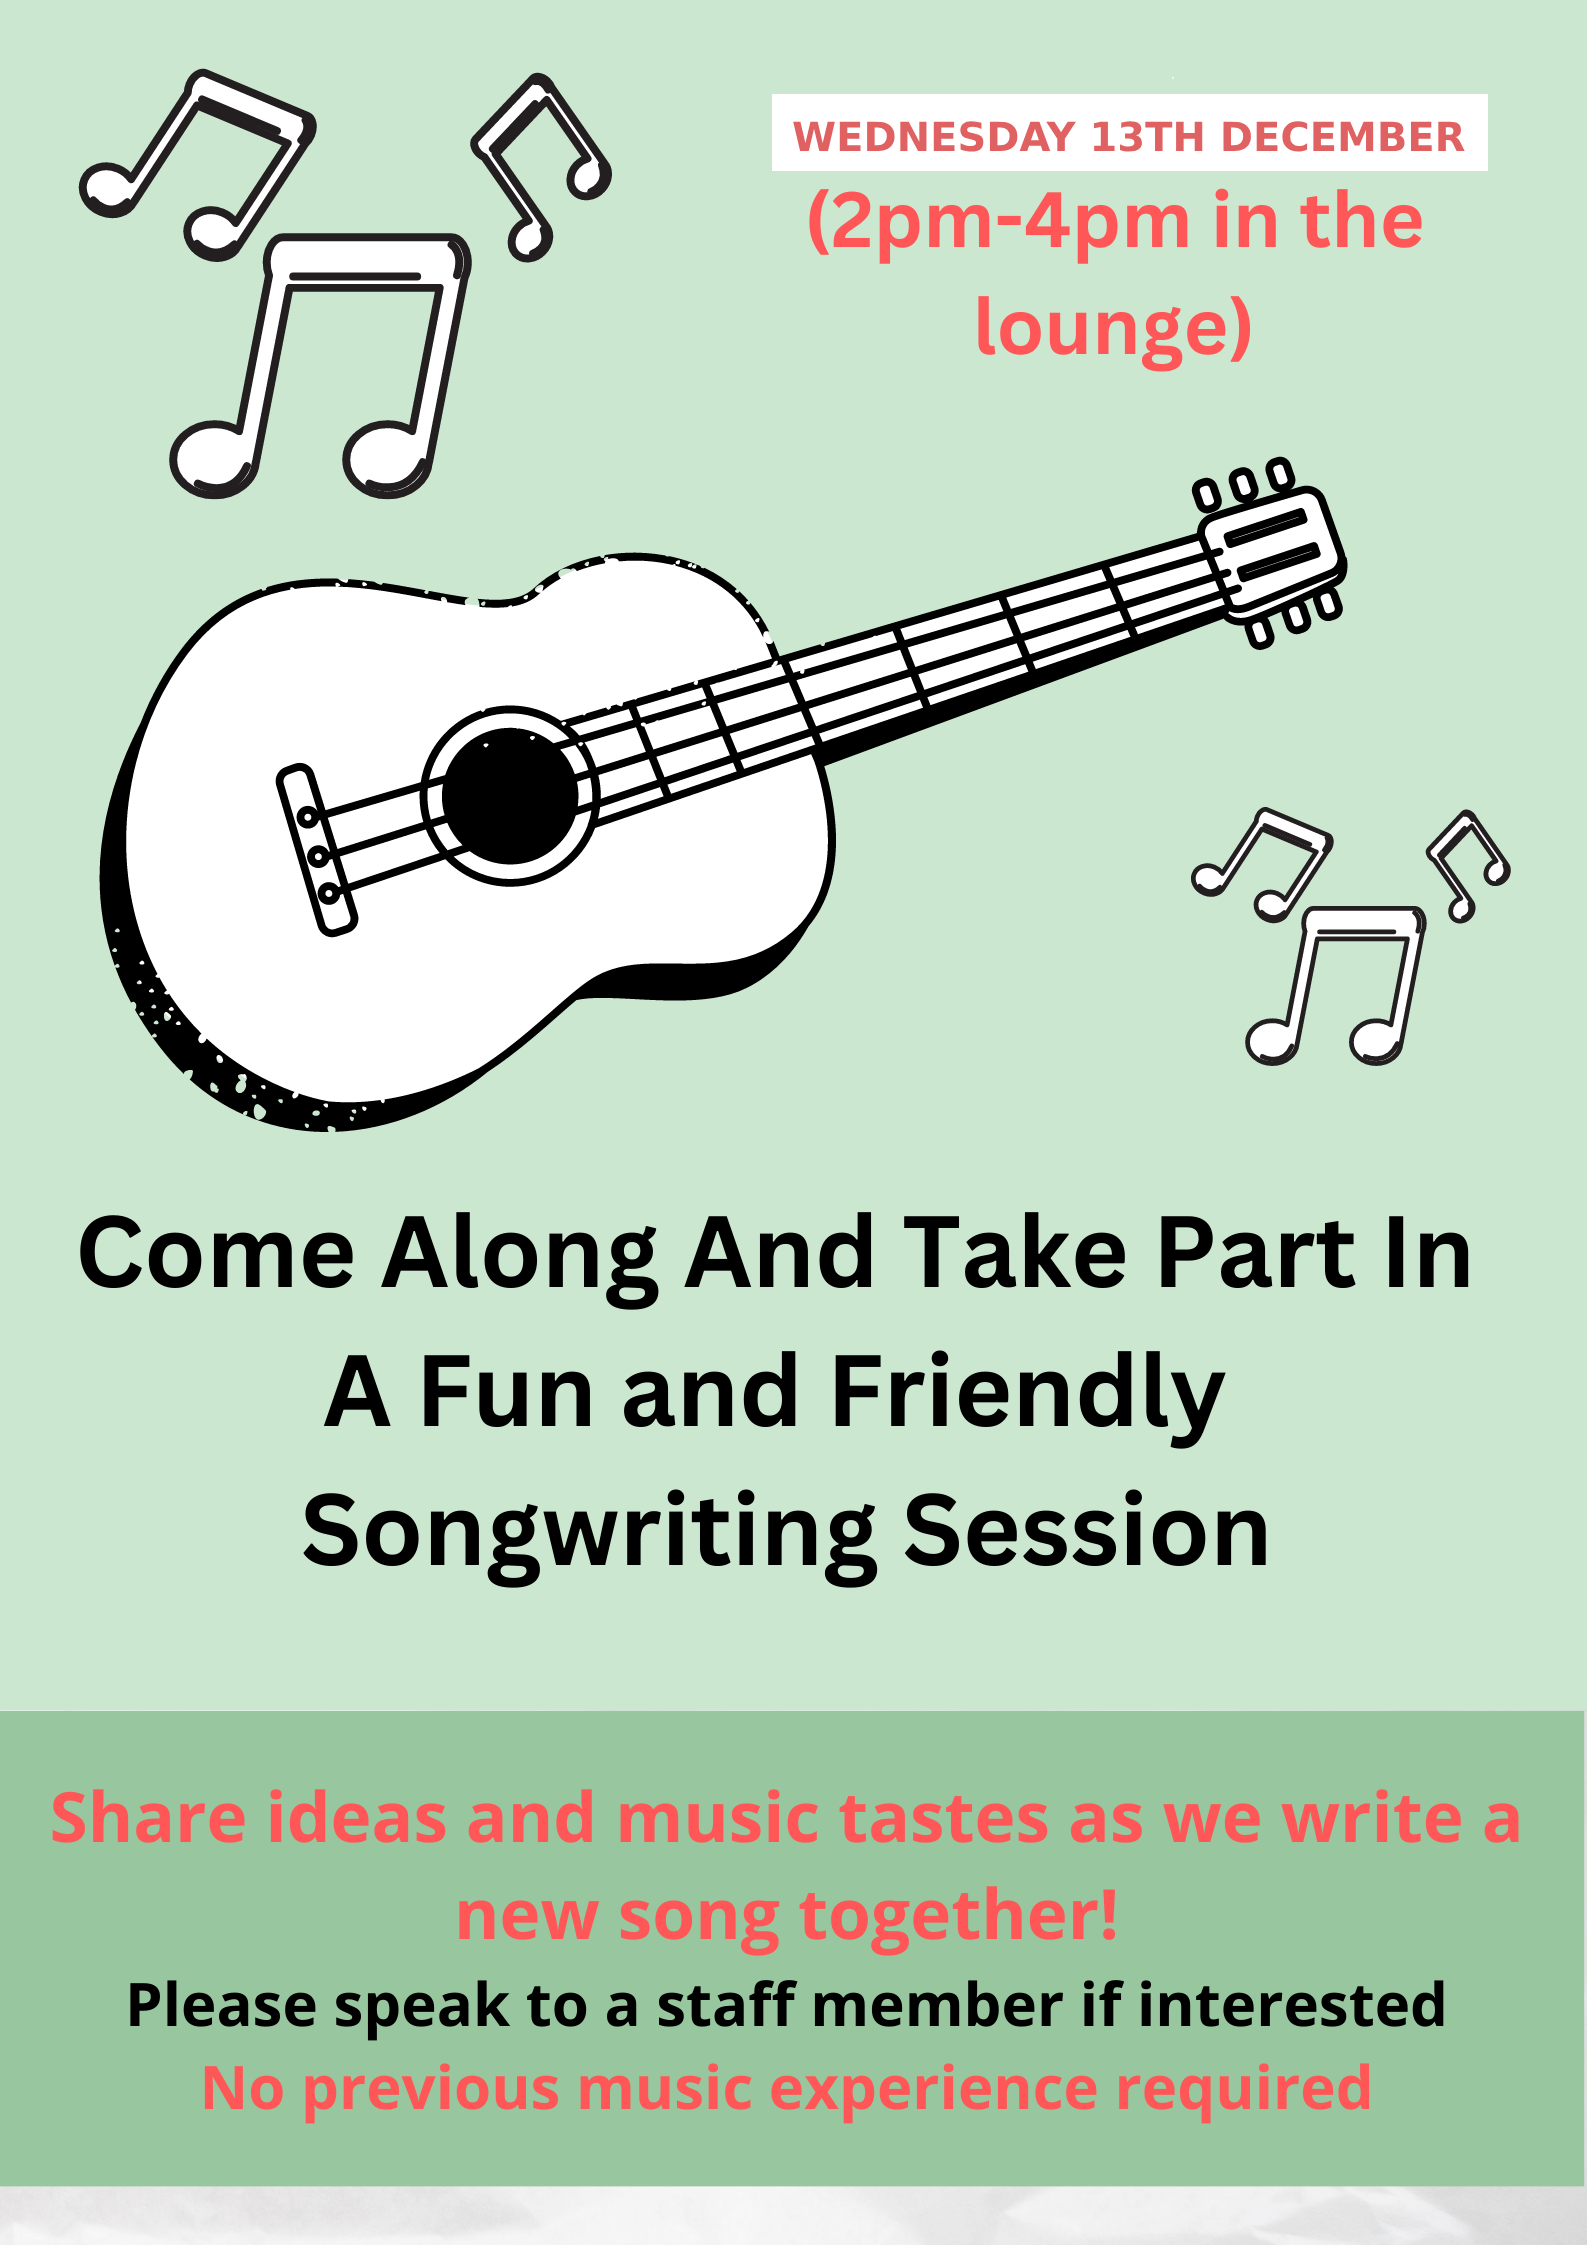 WEDNESDAY 13TH DECEMBER
(2pm-4pm in the
lounge)
Come Along And Take Part In
A Fun and Friendly
Songwriting Session
Share ideas and music tastes as we write a
new song together!
Please speak to a staff member if interested
No previous music experience required